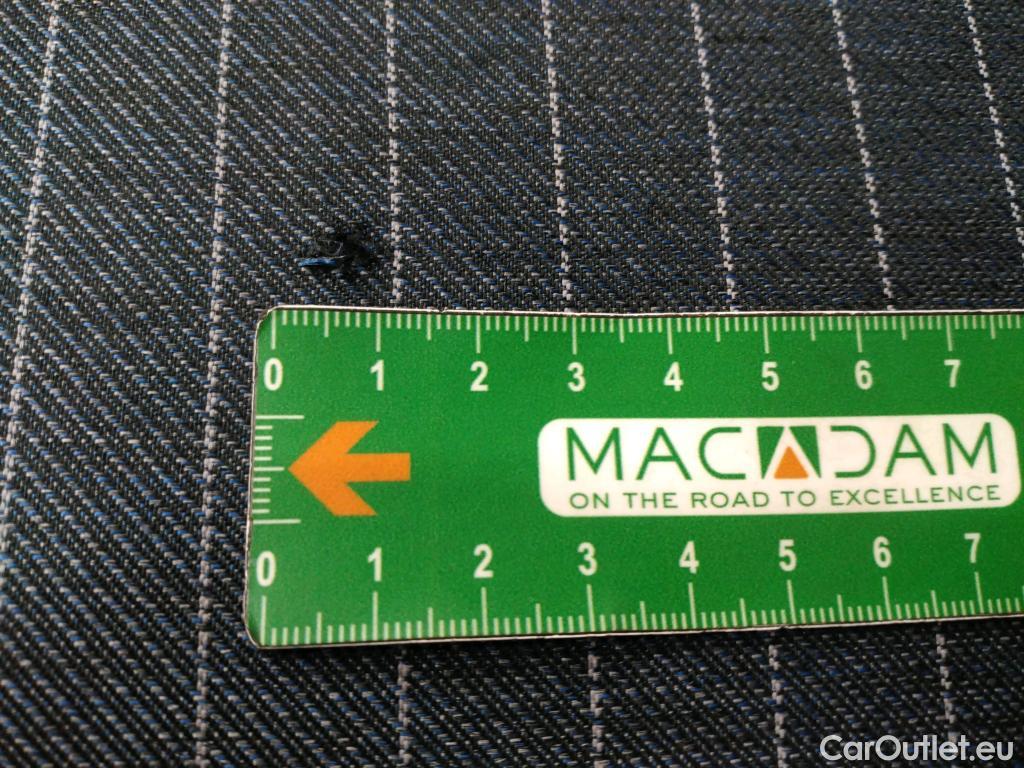 0 1 2 3 4 5 6 7
MACADAM
ON THE ROAD TO EXCELLENCE
0 1 2 3 4 5 6 7
CarOutlet.eu